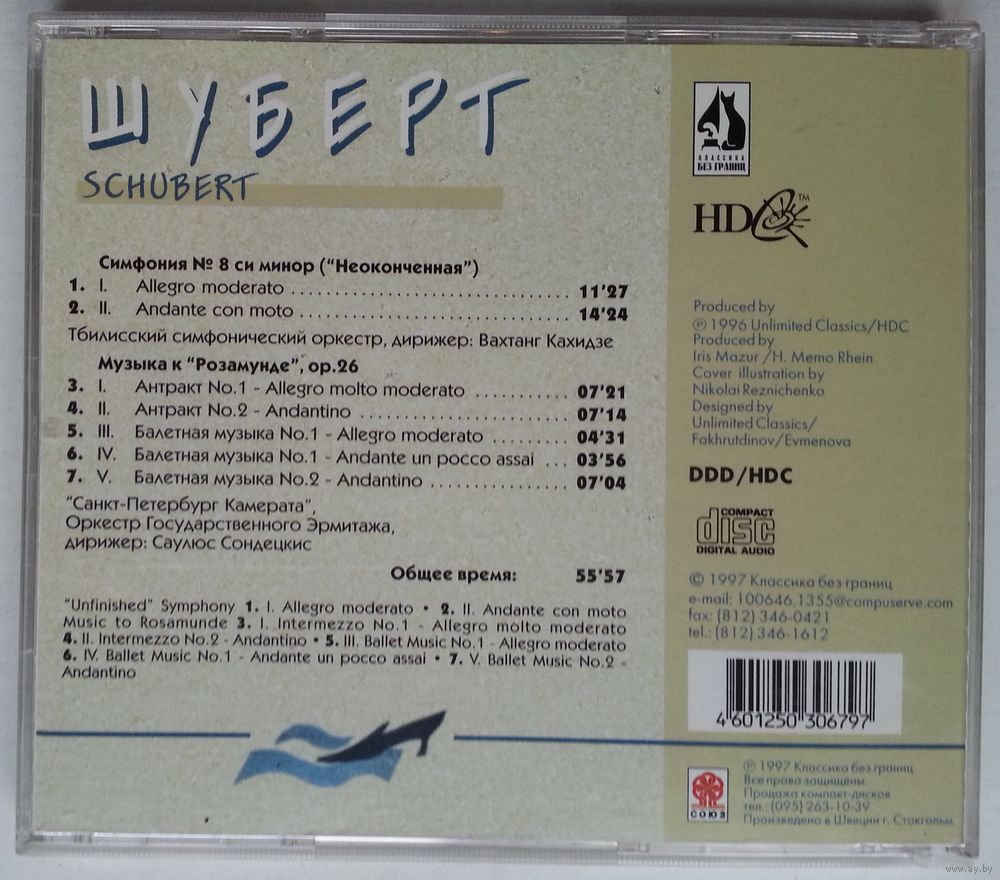 ШУБЕРТ
SCHUBERT
Симфония № 8 си минор ("Неоконченная")
1. I. Allegro moderato ................................ 11'27
2. II. Andante con moto ............................... 14'24
Тбилисский симфонический оркестр, дирижер: Вахтанг Кахидзе
Музыка к "Розамунде", ор.26
3. I. Антракт No.1 - Allegro molto moderato ........... 07'21
4. II. Антракт No.2 - Andantino ....................... 07'14
5. III. Балетная музыка No.1 - Allegro moderato ......... 04'31
6. IV. Балетная музыка No.1 - Andante un pocco assai ... 03'56
7. V. Балетная музыка No.2 - Andantino ............... 07'04
"Санкт-Петербург Камерата",
Оркестр Государственного Эрмитажа,
дирижер: Саулюс Сондецкис
Общее время: 55'57
"Unfinished" Symphony 1. I. Allegro moderato • 2. II. Andante con moto
Music to Rosamunde 3. I. Intermezzo No.1 - Allegro molto moderato
4. II. Intermezzo No.2 - Andantino • 5. III. Ballet Music No.1 - Allegro moderato
6. IV. Ballet Music No.1 - Andante un pocco assai • 7. V. Ballet Music No.2 -
Andantino
КЛАССИКА
БЕЗ ГРАНИЦ
HDC™
Produced by
℗ 1996 Unlimited Classics/HDC
Produced by
Iris Mazur /H. Memo Rhein
Cover illustration by
Nikolai Reznichenko
Designed by
Unlimited Classics/
Fakhrutdinov/Evmenova
DDD/HDC
COMPACT
disc
DIGITAL AUDIO
© 1997 Классика без границ
e-mail: 100646.1355@compuserve.com
fax: (812) 346-0421
tel.: (812) 346-1612
4 601250 306797
СОЮЗ
℗ 1997 Классика без границ
Все права защищены.
Продажа компакт-дисков
тел.: (095) 263-10-39
Произведено в Швеции г. Стокгольм
www.ay.by